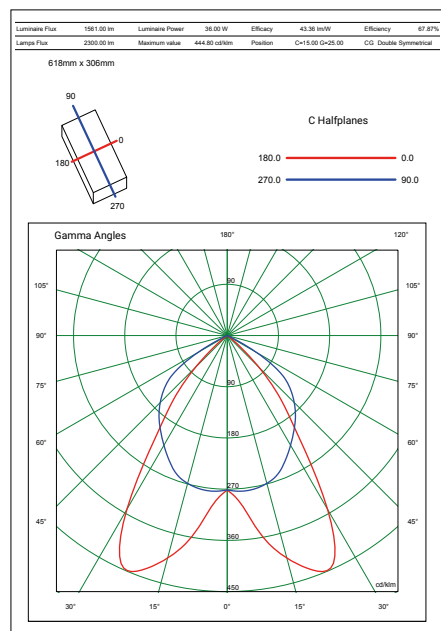 Luminaire Flux 1561.00 lm Luminaire Power 36.00 W Efficacy 43.36 lm/W Efficiency 67.87%
Lamps Flux 2300.00 lm Maximum value 444.80 cd/klm Position C=15.00 G=25.00 CG Double Symmetrical
618mm x 306mm
90
0
180
270
C Halfplanes
180.0 0.0
270.0 90.0
Gamma Angles 180° 120°
105° 90 105°
90° 90°
75° 90 75°
60° 180 60°
45° 270 45°
360
cd/klm
450
30° 15° 0° 15° 30°